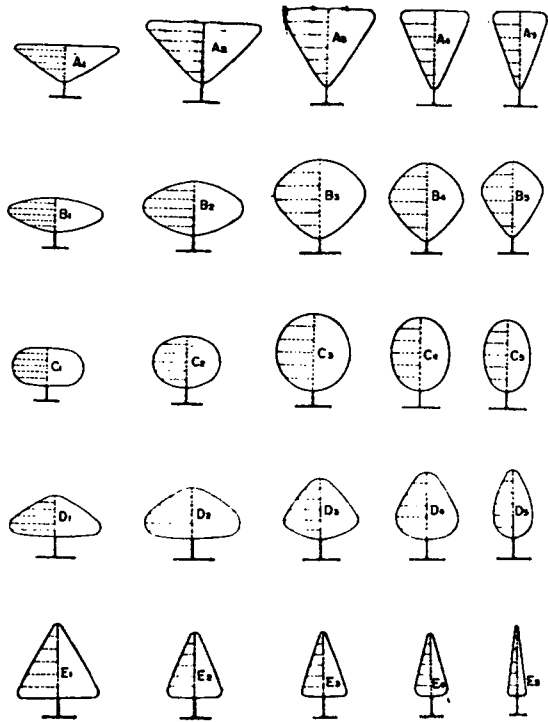 A₁ A₂ A₃ A₄ A₅
B₁ B₂ B₃ B₄ B₅
C₁ C₂ C₃ C₄ C₅
D₁ D₂ D₃ D₄ D₅
E₁ E₂ E₃ E₄ E₅